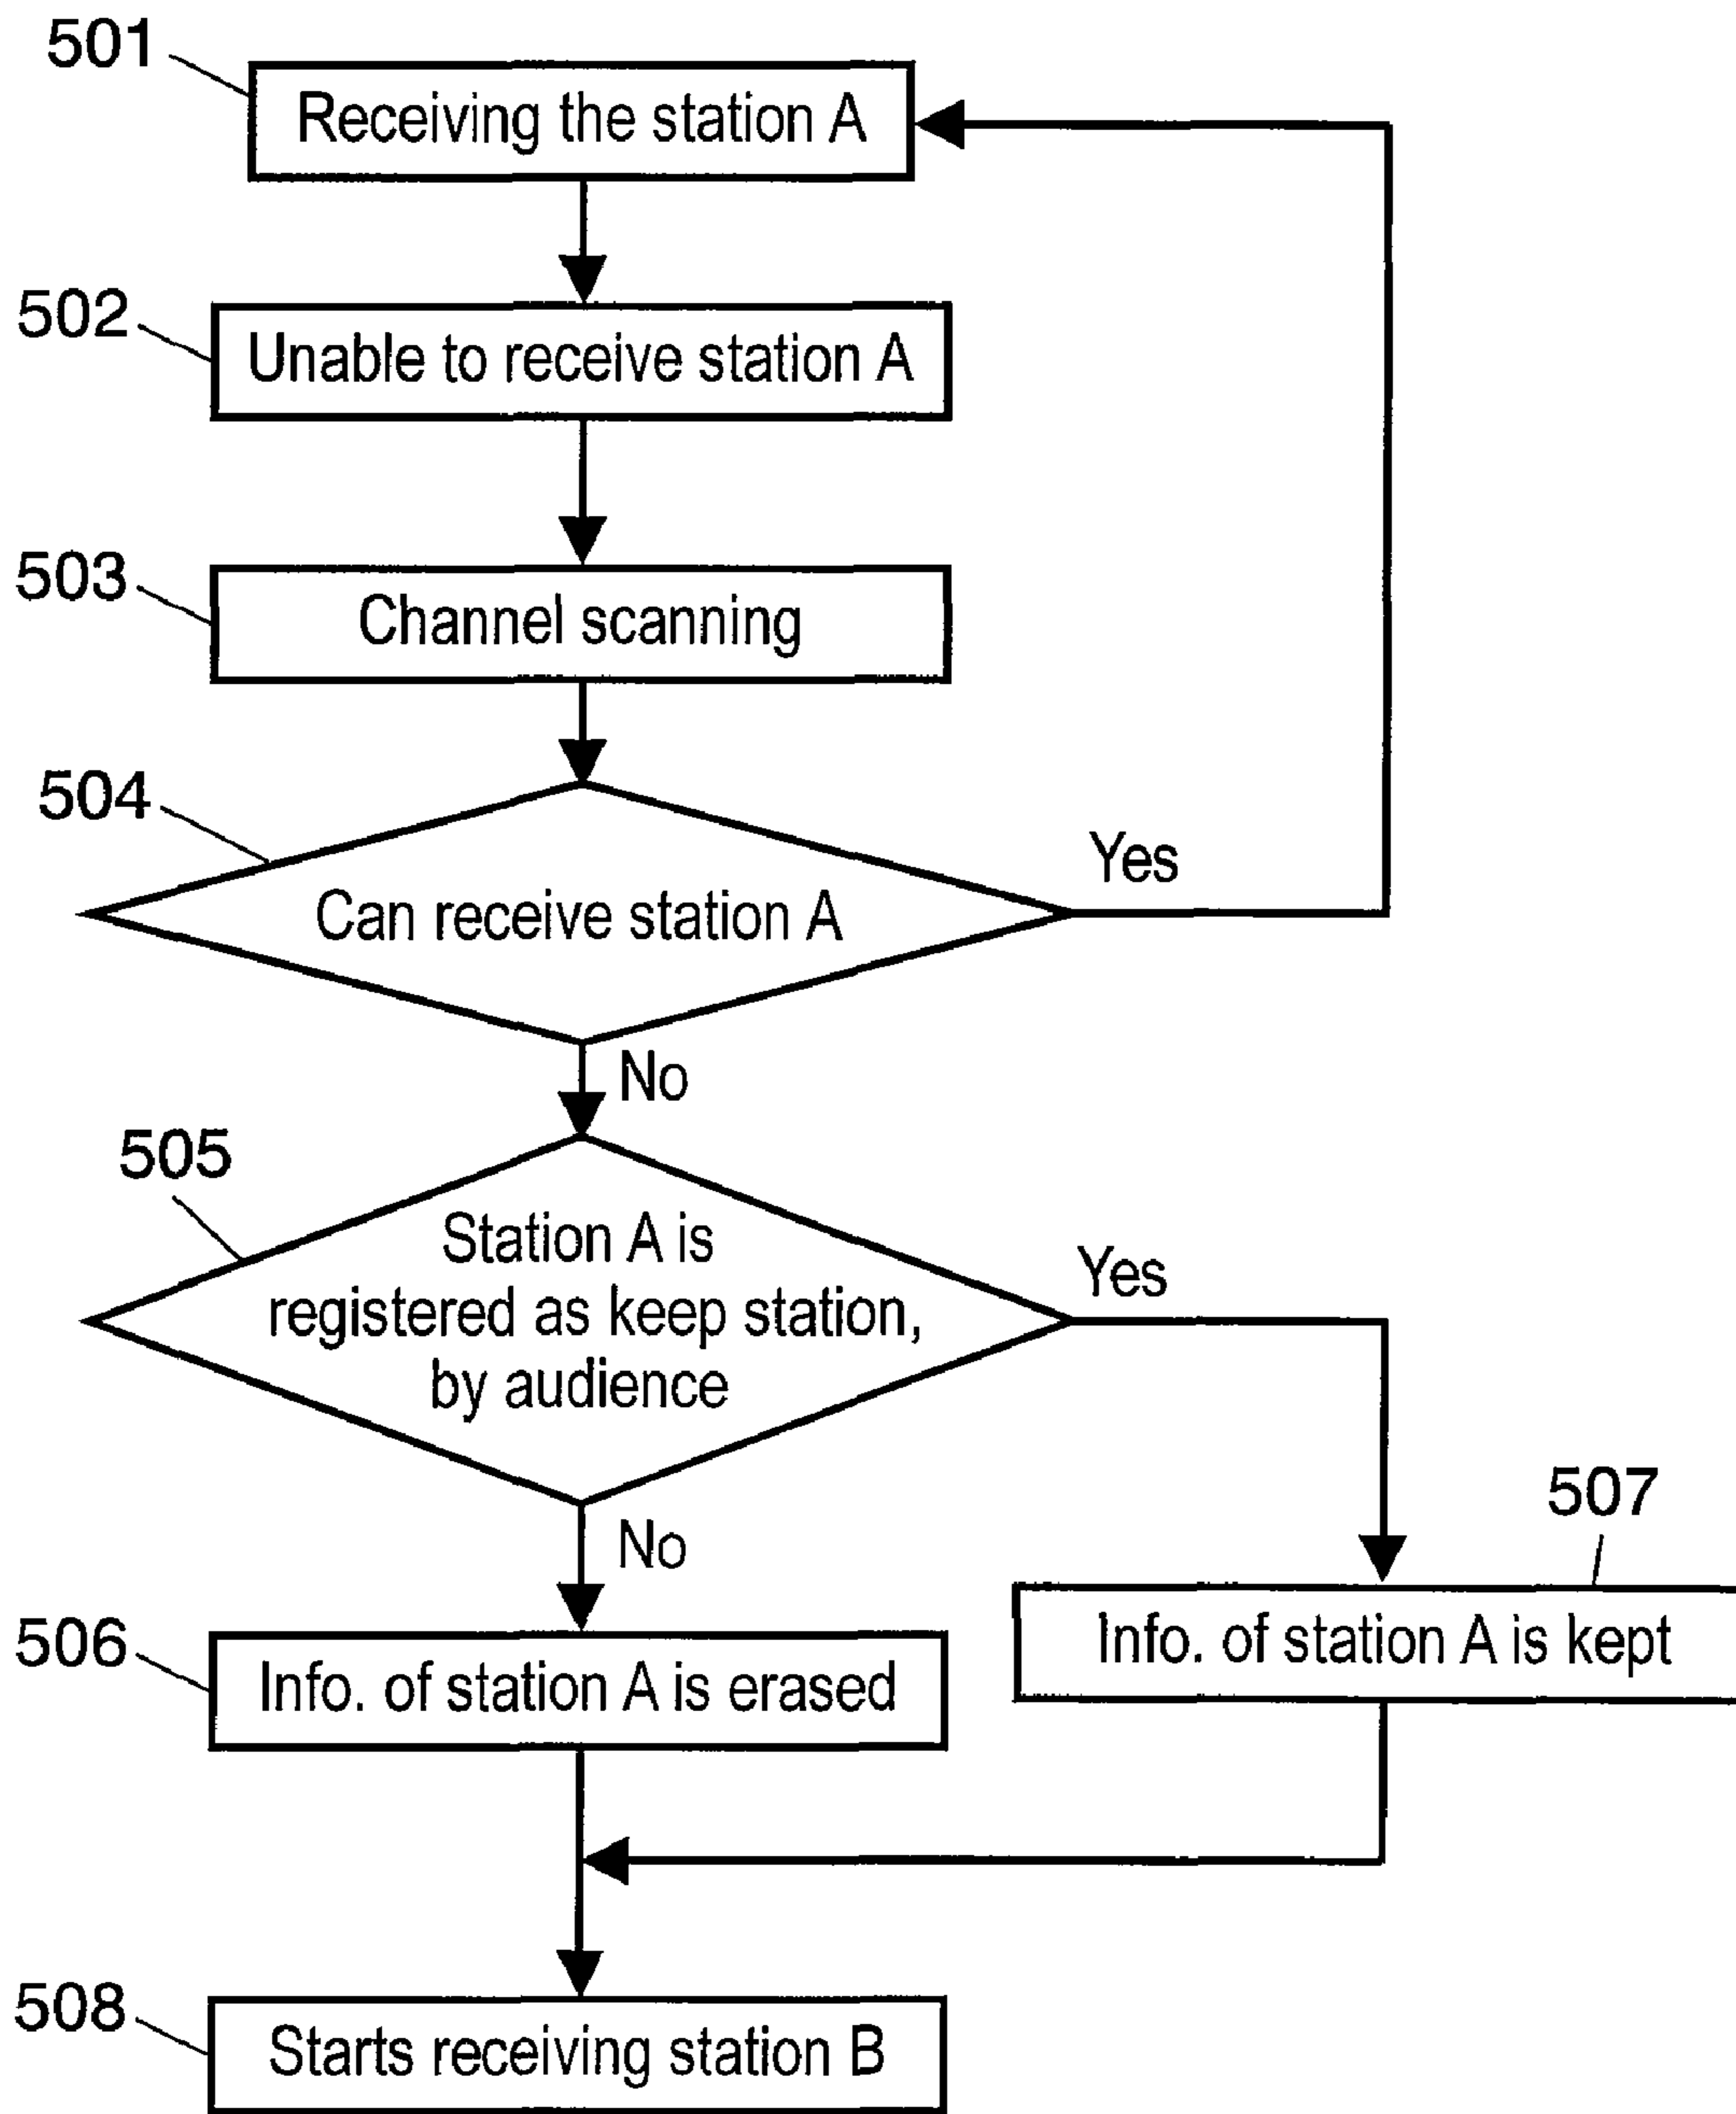 501
Receiving the station A
502
Unable to receive station A
503
Channel scanning
504
Can receive station A
Yes
No
505
Station A is
registered as keep station,
by audience
Yes
No
507
Info. of station A is kept
506
Info. of station A is erased
508
Starts receiving station B